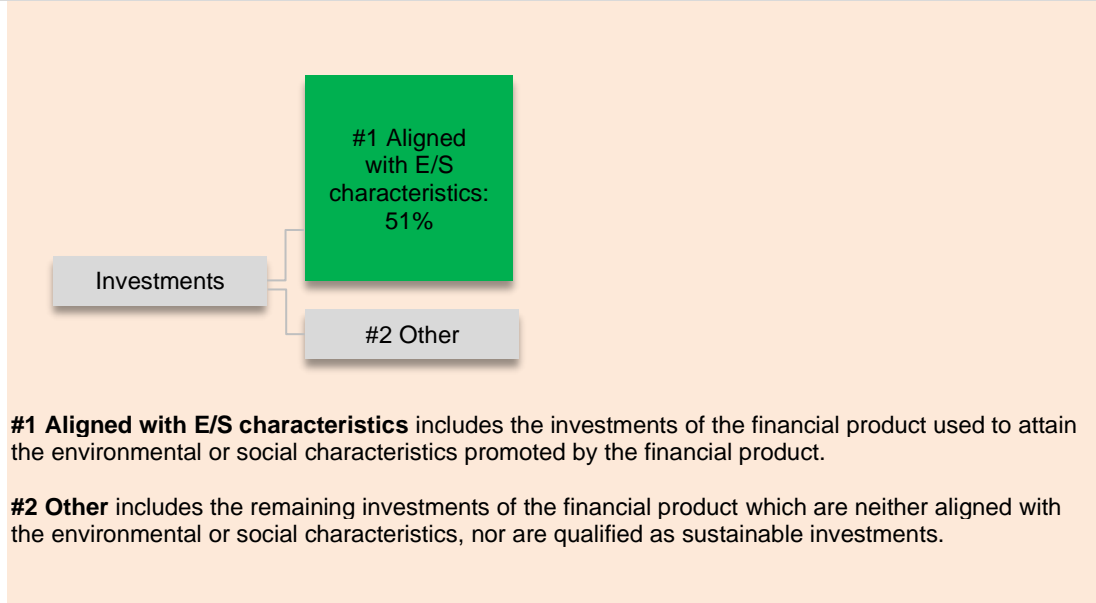 #1 Aligned
with E/S
characteristics:
51%
Investments
#2 Other
#1 Aligned with E/S characteristics includes the investments of the financial product used to attain
the environmental or social characteristics promoted by the financial product.
#2 Other includes the remaining investments of the financial product which are neither aligned with
the environmental or social characteristics, nor are qualified as sustainable investments.